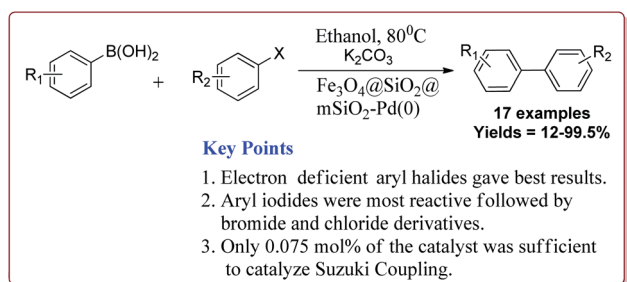 B(OH)2
R1
+
X
R2
Ethanol, 80⁰C
K2CO3
Fe3O4@SiO2@
mSiO2-Pd(0)
R1
R2
17 examples
Yields = 12-99.5%
Key Points
1. Electron deficient aryl halides gave best results.
2. Aryl iodides were most reactive followed by
bromide and chloride derivatives.
3. Only 0.075 mol% of the catalyst was sufficient
to catalyze Suzuki Coupling.